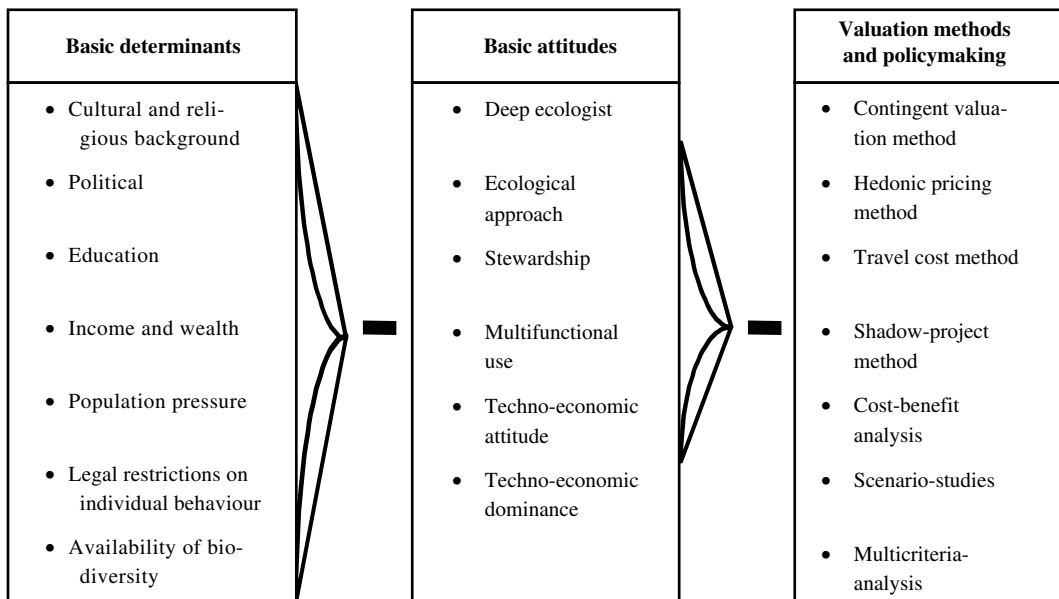 Basic determinants
• Cultural and reli-
gious background
• Political
• Education
• Income and wealth
• Population pressure
• Legal restrictions on
individual behaviour
• Availability of bio-
diversity
Basic attitudes
• Deep ecologist
• Ecological
approach
• Stewardship
• Multifunctional
use
• Techno-economic
attitude
• Techno-economic
dominance
Valuation methods
and policymaking
• Contingent valua-
tion method
• Hedonic pricing
method
• Travel cost method
• Shadow-project
method
• Cost-benefit
analysis
• Scenario-studies
• Multicriteria-
analysis